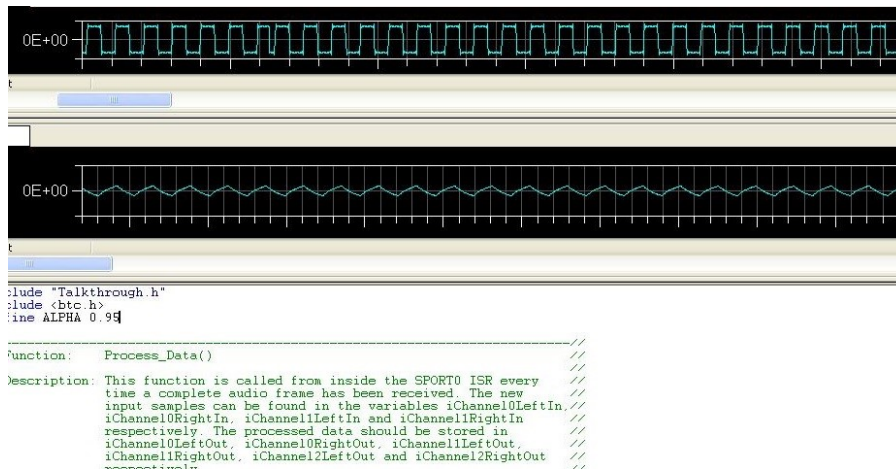 0E+00
t
0E+00
t
clude "Talkthrough.h"
clude <btc.h>
fine ALPHA 0.95
--------------------------------------------------------------------------//
Function: Process_Data() //
//
Description: This function is called from inside the SPORT0 ISR every //
time a complete audio frame has been received. The new //
input samples can be found in the variables iChannel0LeftIn,//
iChannel0RightIn, iChannel1LeftIn and iChannel1RightIn //
respectively. The processed data should be stored in //
iChannel0LeftOut, iChannel0RightOut, iChannel1LeftOut, //
iChannel1RightOut, iChannel2LeftOut and iChannel2RightOut //
respectively //